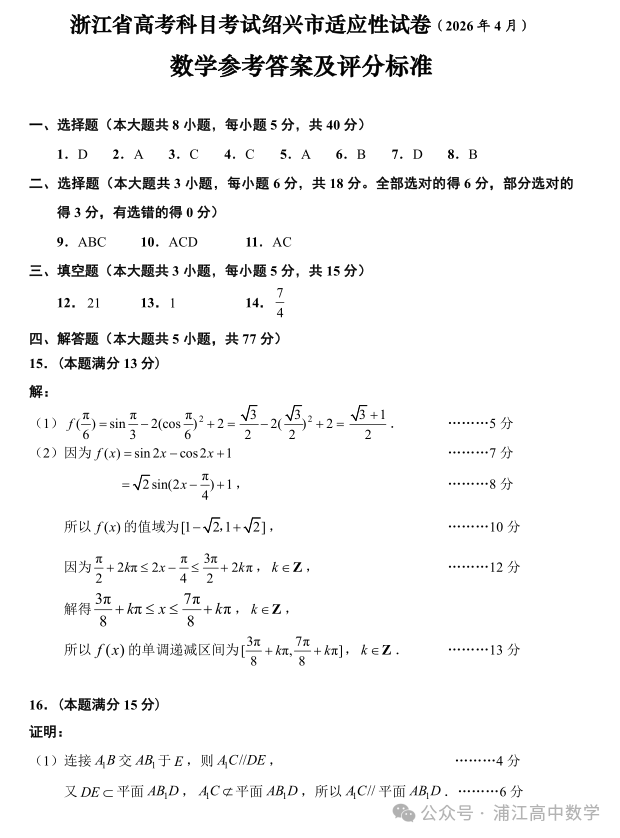 浙江省高考科目考试绍兴市适应性试卷（2026 年 4 月）
数学参考答案及评分标准
一、选择题（本大题共 8 小题，每小题 5 分，共 40 分）
1．D 2．A 3．C 4．C 5．A 6．B 7．D 8．B
二、选择题（本大题共 3 小题，每小题 6 分，共 18 分。全部选对的得 6 分，部分选对的
得 3 分，有选错的得 0 分）
9．ABC 10．ACD 11．AC
三、填空题（本大题共 3 小题，每小题 5 分，共 15 分）
12．21 13．1 14．7/4
四、解答题（本大题共 5 小题，共 77 分）
15．(本题满分 13 分)
解：
（1）f(π/6)=sin π/3−2(cos π/6)²+2=√3/2−2(√3/2)²+2=(√3+1)/2． ………5 分
（2）因为 f(x)=sin2x−cos2x+1 ………7 分
=√2 sin(2x−π/4)+1， ………8 分
所以 f(x) 的值域为[1−√2,1+√2]， ………10 分
因为 π/2+2kπ≤2x−π/4≤3π/2+2kπ，k∈Z， ………12 分
解得 3π/8+kπ≤x≤7π/8+kπ，k∈Z，
所以 f(x) 的单调递减区间为[3π/8+kπ,7π/8+kπ]，k∈Z． ………13 分
16．(本题满分 15 分)
证明：
（1）连接 A₁B 交 AB₁ 于 E，则 A₁C//DE， ………4 分
又 DE⊂平面 AB₁D，A₁C⊄平面 AB₁D，所以 A₁C//平面 AB₁D．………6 分
公众号 · 浦江高中数学